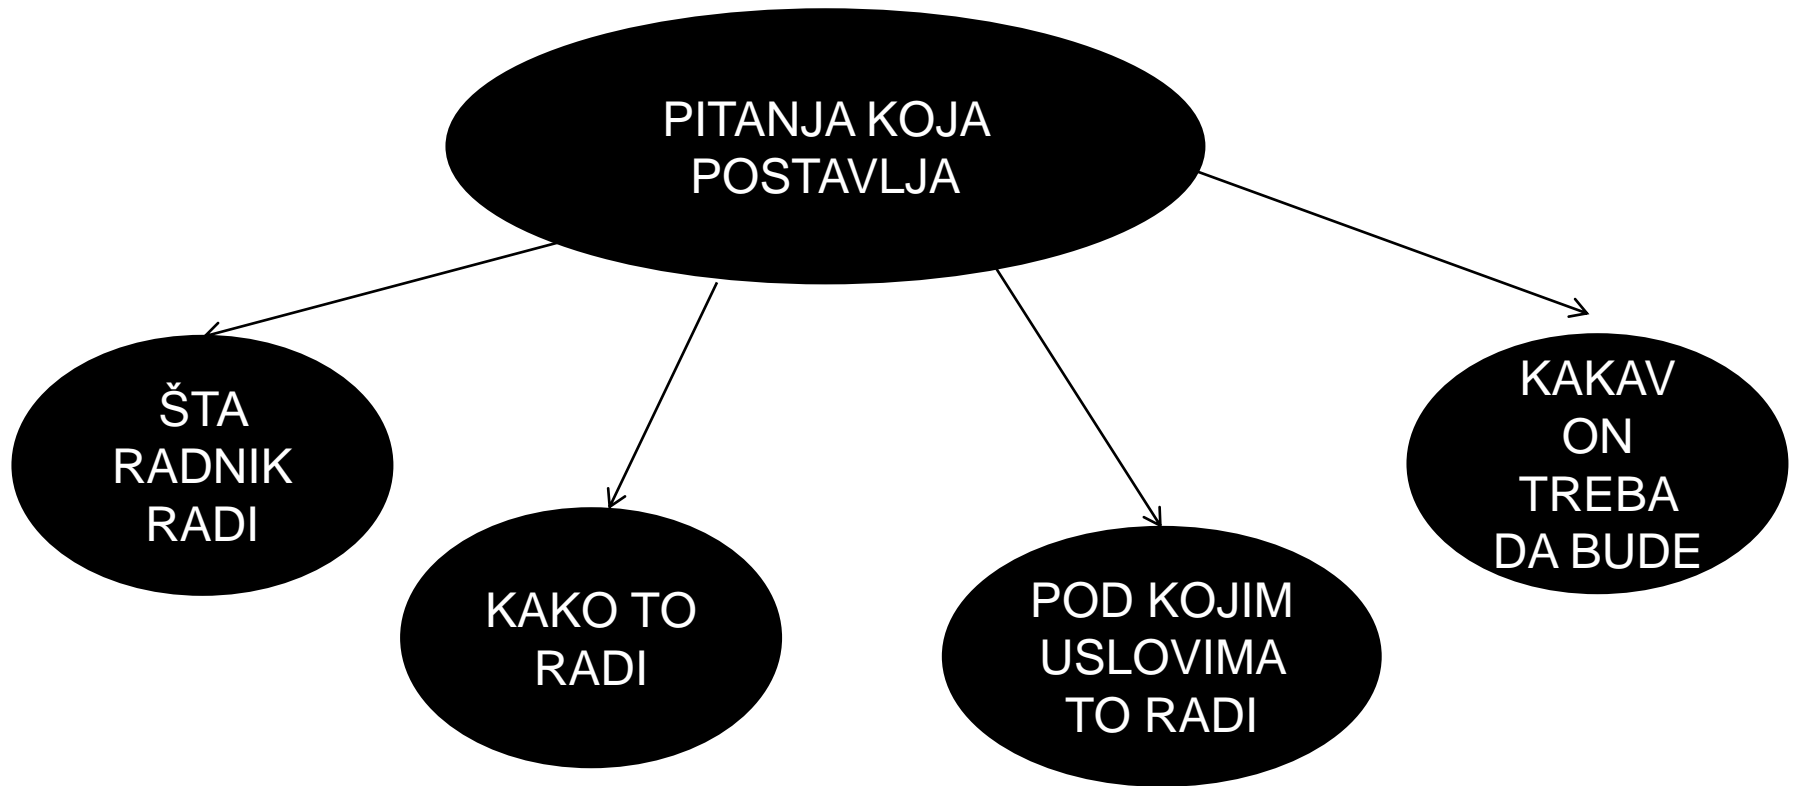 PITANJA KOJA
POSTAVLJA
ŠTA
RADNIK
RADI
KAKO TO
RADI
POD KOJIM
USLOVIMA
TO RADI
KAKAV
ON
TREBA
DA BUDE